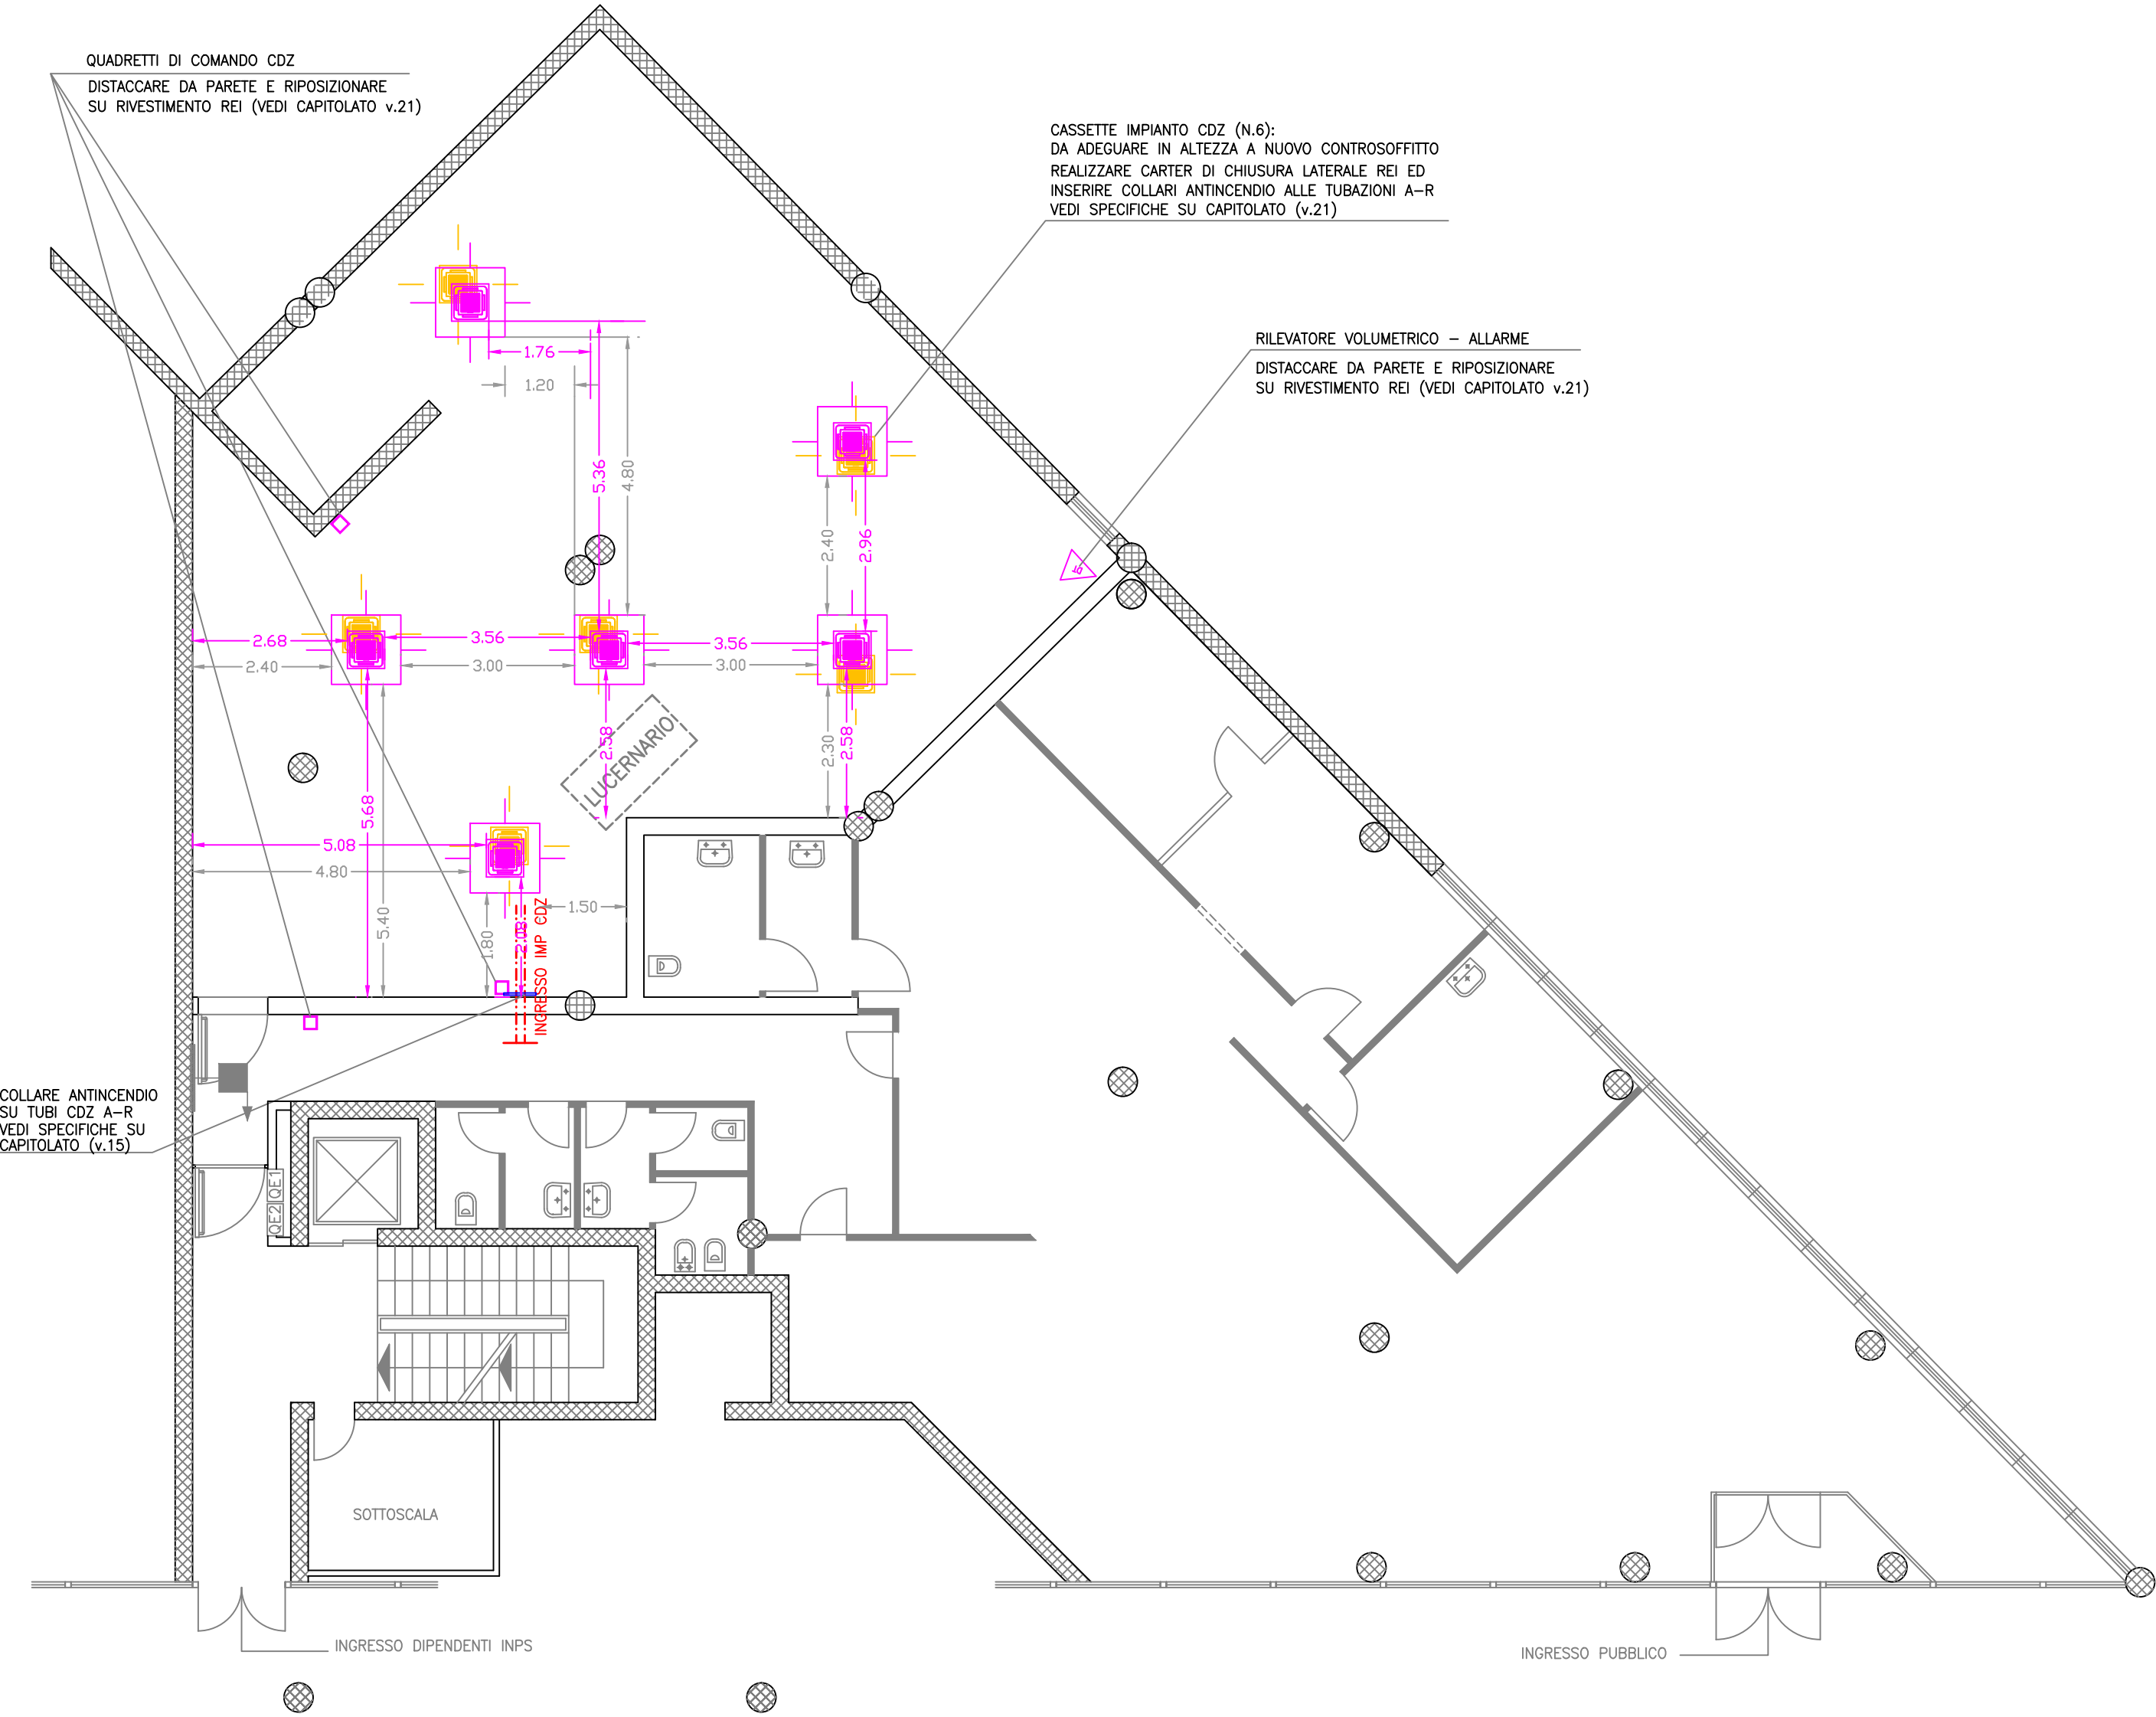 QUADRETTI DI COMANDO CDZ
DISTACCARE DA PARETE E RIPOSIZIONARE
SU RIVESTIMENTO REI (VEDI CAPITOLATO v.21)
CASSETTE IMPIANTO CDZ (N.6):
DA ADEGUARE IN ALTEZZA A NUOVO CONTROSOFFITTO
REALIZZARE CARTER DI CHIUSURA LATERALE REI ED
INSERIRE COLLARI ANTINCENDIO ALLE TUBAZIONI A-R
VEDI SPECIFICHE SU CAPITOLATO (v.21)
RILEVATORE VOLUMETRICO - ALLARME
DISTACCARE DA PARETE E RIPOSIZIONARE
SU RIVESTIMENTO REI (VEDI CAPITOLATO v.21)
1.76
1.20
5.36
4.80
2.40
2.96
2.68
2.40
3.56
3.00
3.56
3.00
2.58
LUCERNARIO
2.30
2.58
5.68
5.08
4.80
5.40
1.80
2.08
1.50
INGRESSO IMP CDZ
COLLARE ANTINCENDIO
SU TUBI CDZ A-R
VEDI SPECIFICHE SU
CAPITOLATO (v.15)
QE1
QE2
SOTTOSCALA
INGRESSO DIPENDENTI INPS
INGRESSO PUBBLICO